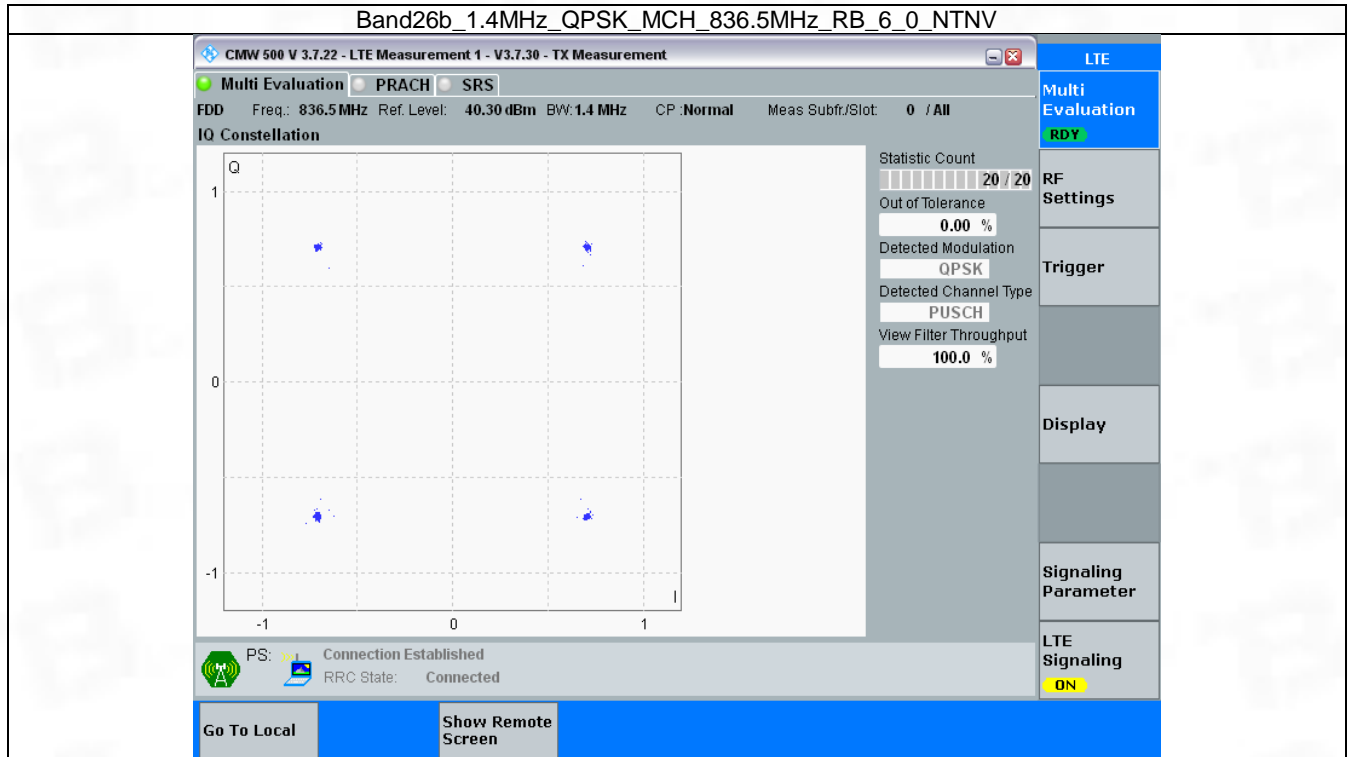 Band26b_1.4MHz_QPSK_MCH_836.5MHz_RB_6_0_NTNV
CMW 500 V 3.7.22 - LTE Measurement 1 - V3.7.30 - TX Measurement
LTE
Multi Evaluation PRACH SRS
Multi
Evaluation
RDY
FDD Freq.: 836.5 MHz Ref. Level: 40.30 dBm BW:1.4 MHz CP :Normal Meas Subfr./Slot: 0 / All
IQ Constellation
Q
1
0
-1
I
-1 0 1
Statistic Count
20 / 20
Out of Tolerance
0.00 %
Detected Modulation
QPSK
Detected Channel Type
PUSCH
View Filter Throughput
100.0 %
RF
Settings
Trigger
Display
Signaling
Parameter
LTE
Signaling
ON
PS: Connection Established
RRC State: Connected
Go To Local
Show Remote
Screen